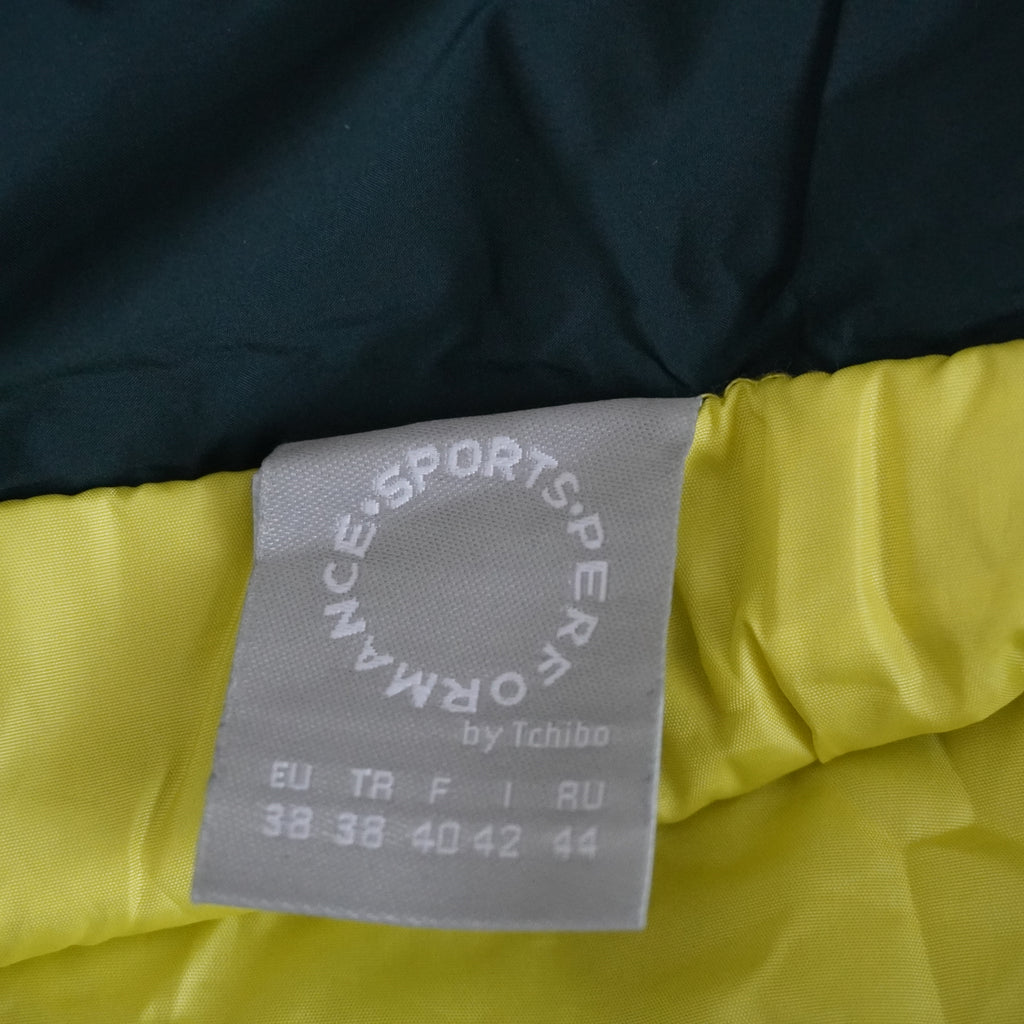 SPORTS·PERFORMANCE·
by Tchibo
EU TR F I RU
38 38 40 42 44